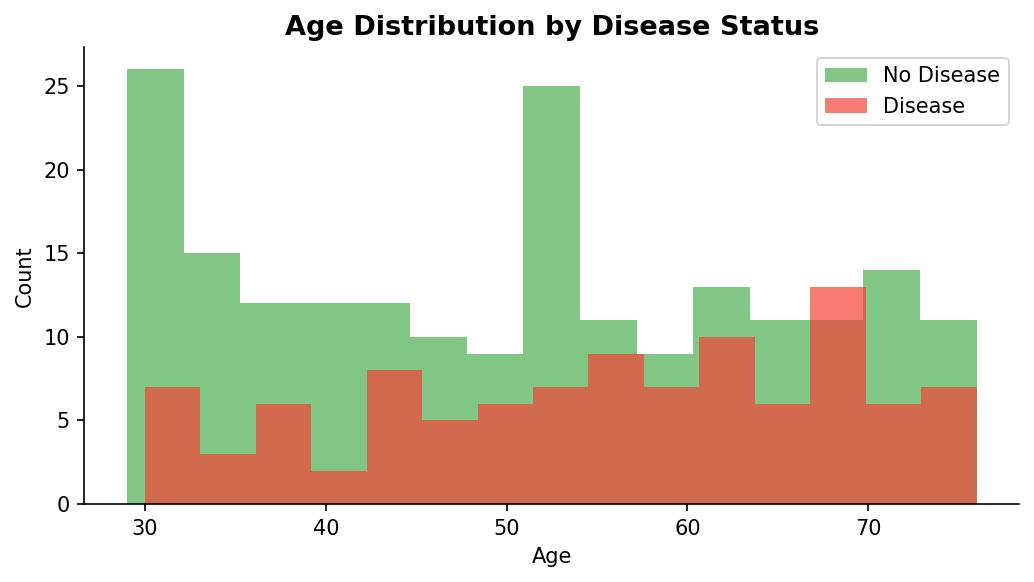 Age Distribution by Disease Status
No Disease
Disease
Count
25
20
15
10
5
0
30 40 50 60 70
Age